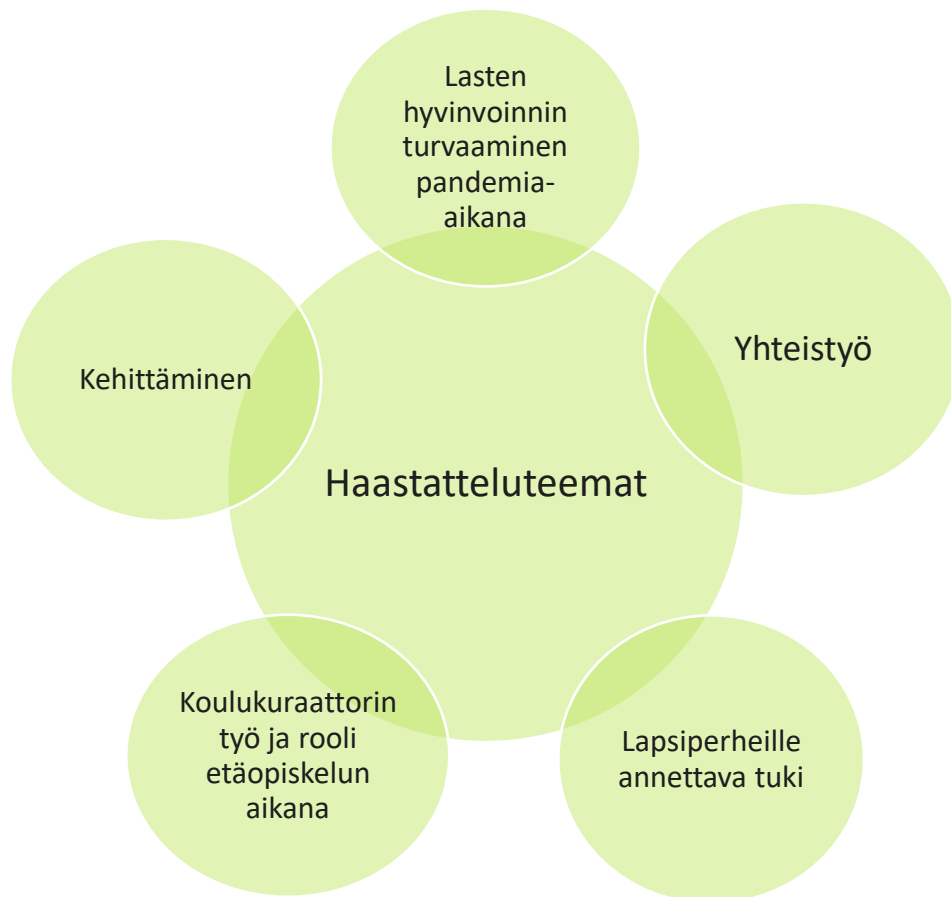 Lasten
hyvinvoinnin
turvaaminen
pandemia-
aikana
Yhteistyö
Kehittäminen
Haastatteluteemat
Koulukuraattorin
työ ja rooli
etäopiskelun
aikana
Lapsiperheille
annettava tuki